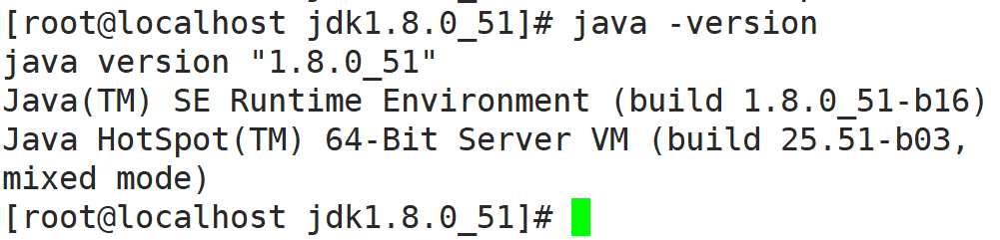 [root@localhost jdk1.8.0_51]# java -version
java version "1.8.0_51"
Java(TM) SE Runtime Environment (build 1.8.0_51-b16)
Java HotSpot(TM) 64-Bit Server VM (build 25.51-b03,
mixed mode)
[root@localhost jdk1.8.0_51]#